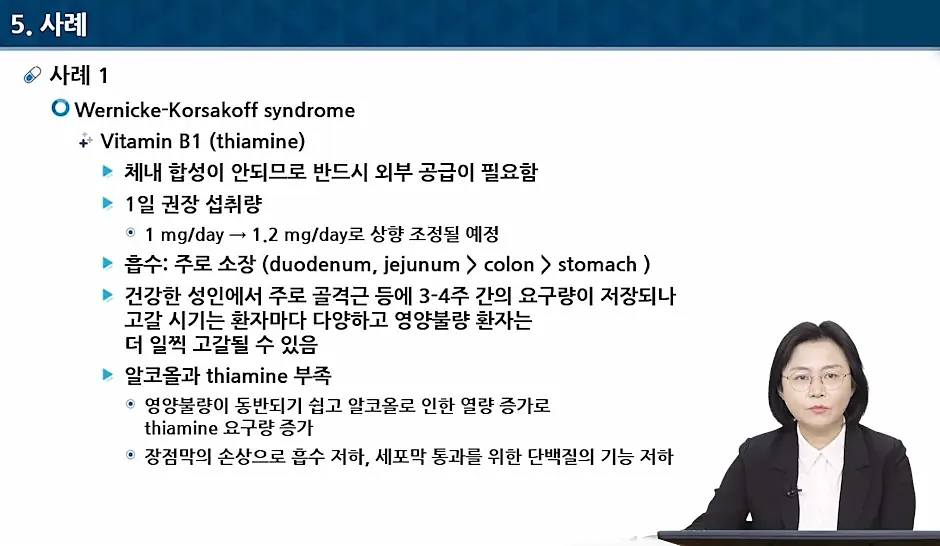 5. 사례
사례 1
Wernicke-Korsakoff syndrome
Vitamin B1 (thiamine)
체내 합성이 안되므로 반드시 외부 공급이 필요함
1일 권장 섭취량
1 mg/day → 1.2 mg/day로 상향 조정될 예정
흡수: 주로 소장 (duodenum, jejunum > colon > stomach )
건강한 성인에서 주로 골격근 등에 3-4주 간의 요구량이 저장되나
고갈 시기는 환자마다 다양하고 영양불량 환자는
더 일찍 고갈될 수 있음
알코올과 thiamine 부족
영양불량이 동반되기 쉽고 알코올로 인한 열량 증가로
thiamine 요구량 증가
장점막의 손상으로 흡수 저하, 세포막 통과를 위한 단백질의 기능 저하